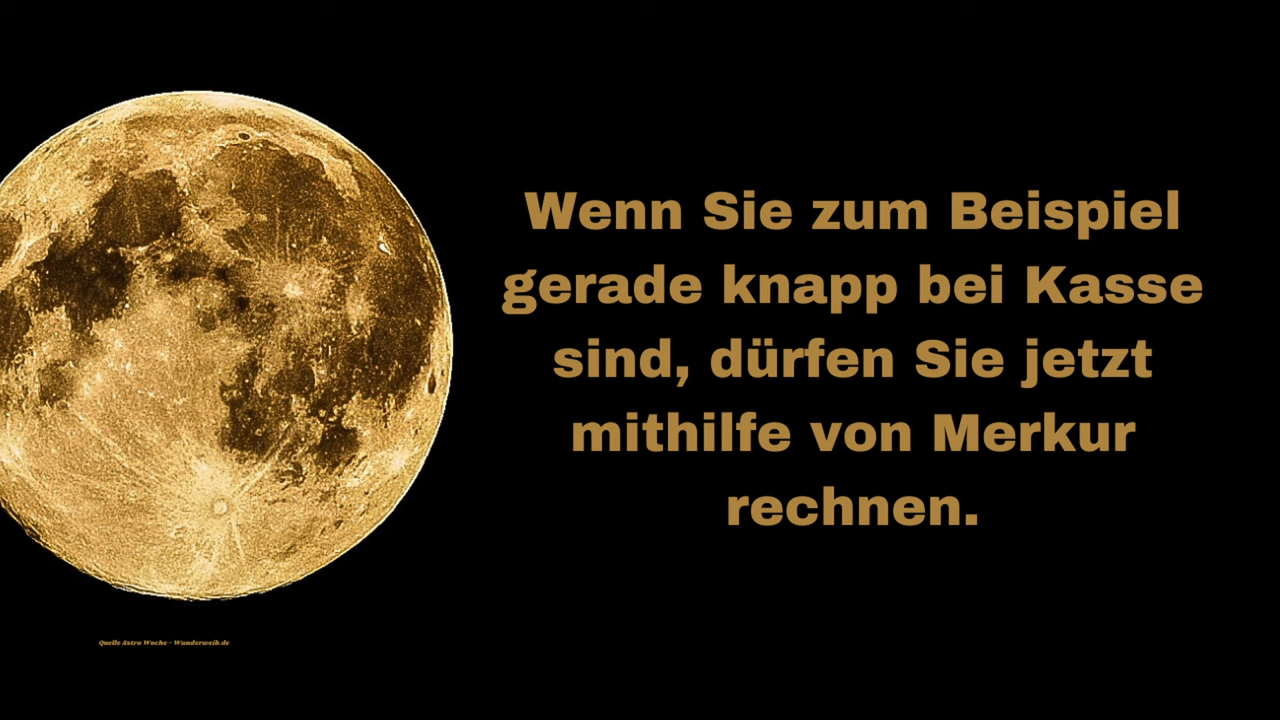 Wenn Sie zum Beispiel
gerade knapp bei Kasse
sind, dürfen Sie jetzt
mithilfe von Merkur
rechnen.
Quelle Astro Woche - Wunderweib.de